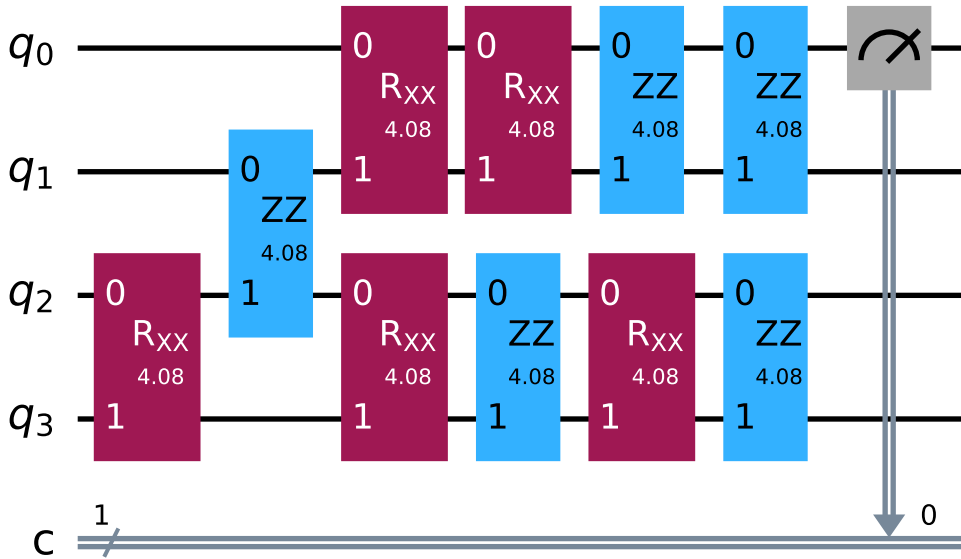 q0 0 0 0 0
RXX RXX ZZ ZZ
4.08 4.08 4.08 4.08
q1 0 1 1 1 1
ZZ
4.08
q2 0 1 0 0 0 0
RXX RXX ZZ RXX ZZ
4.08 4.08 4.08 4.08 4.08
q3 1 1 1 1 1
1 0
c